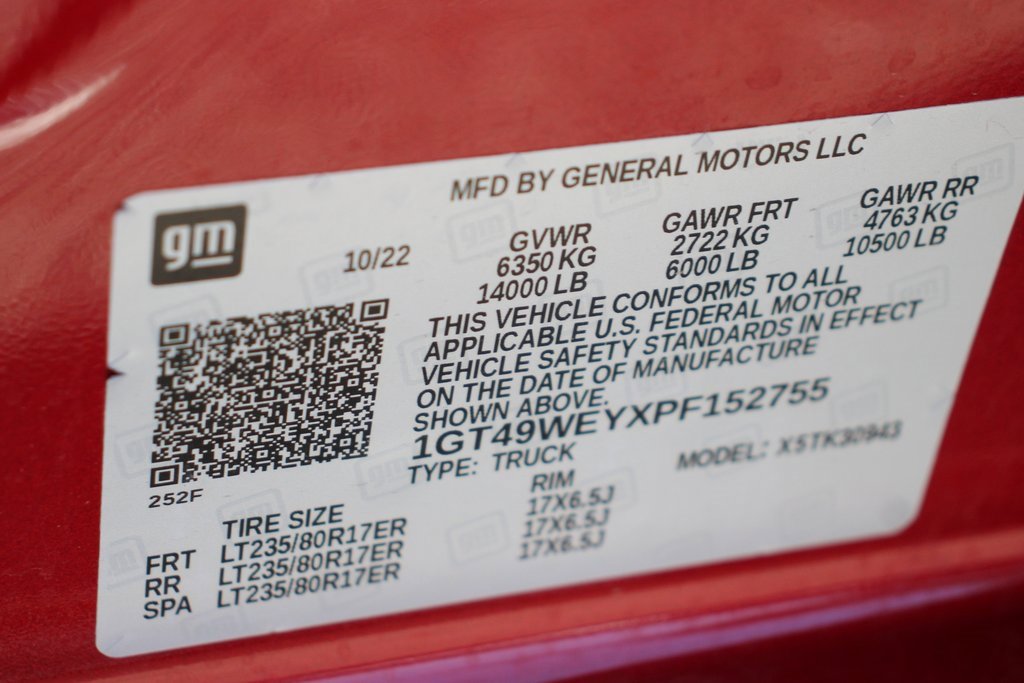 gm
MFD BY GENERAL MOTORS LLC
10/22
GVWR
6350 KG
14000 LB
GAWR FRT
2722 KG
6000 LB
GAWR RR
4763 KG
10500 LB
THIS VEHICLE CONFORMS TO ALL
APPLICABLE U.S. FEDERAL MOTOR
VEHICLE SAFETY STANDARDS IN EFFECT
ON THE DATE OF MANUFACTURE
SHOWN ABOVE.
1GT49WEYXPF152755
TYPE: TRUCK
MODEL: X5TK30943
252F
TIRE SIZE RIM
FRT LT235/80R17ER 17X6.5J
RR LT235/80R17ER 17X6.5J
SPA LT235/80R17ER 17X6.5J